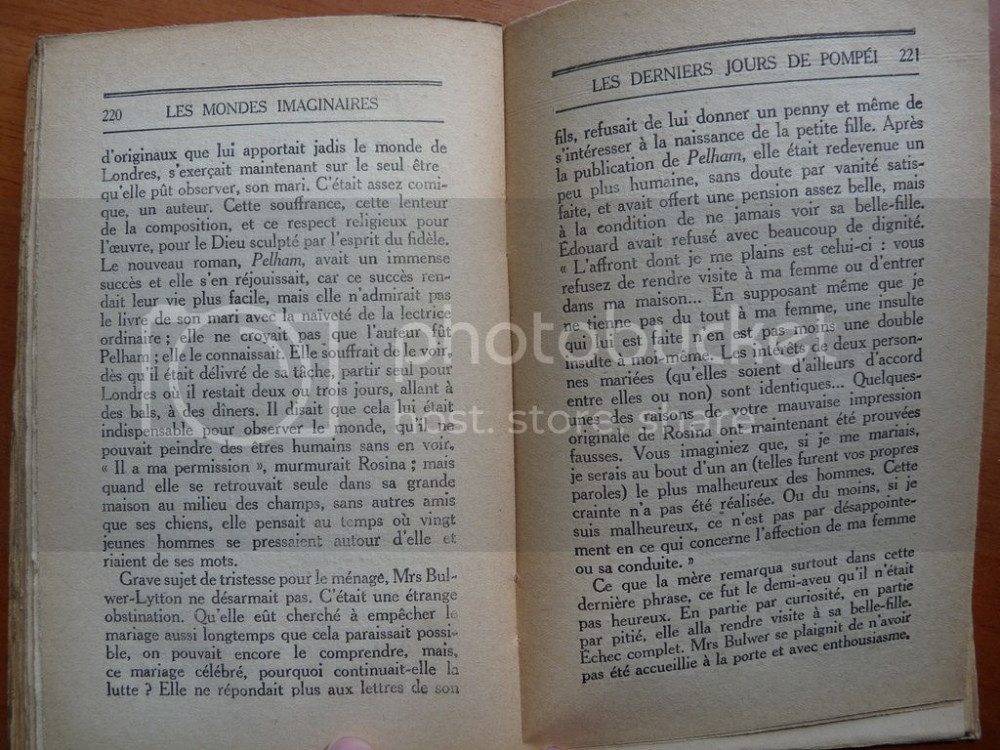 220 LES MONDES IMAGINAIRES
d'originaux que lui apportait jadis le monde de
Londres, s'exerçait maintenant sur le seul être
qu'elle pût observer, son mari. C'était assez comi-
que, un auteur. Cette souffrance, cette lenteur
de la composition, et ce respect religieux pour
l'œuvre, pour le Dieu sculpté par l'esprit du fidèle.
Le nouveau roman, Pelham, avait un immense
succès et elle s'en réjouissait, car ce succès ren-
dait leur vie plus facile, mais elle n'admirait pas
le livre de son mari avec la naïveté de la lectrice
ordinaire ; elle ne croyait pas que l'auteur fût
Pelham ; elle le connaissait. Elle souffrait de le voir,
dès qu'il était délivré de sa tâche, partir seul pour
Londres où il restait deux ou trois jours, allant à
des bals, à des dîners. Il disait que cela lui était
indispensable pour observer le monde, qu'il ne
pouvait peindre des êtres humains sans en voir.
« Il a ma permission », murmurait Rosina ; mais
quand elle se retrouvait seule dans sa grande
maison au milieu des champs, sans autres amis
que ses chiens, elle pensait au temps où vingt
jeunes hommes se pressaient autour d'elle et
riaient de ses mots.
Grave sujet de tristesse pour le ménage, Mrs Bul-
wer-Lytton ne désarmait pas. C'était une étrange
obstination. Qu'elle eût cherché à empêcher le
mariage aussi longtemps que cela paraissait possi-
ble, on pouvait encore le comprendre, mais,
ce mariage célébré, pourquoi continuait-elle la
lutte ? Elle ne répondait plus aux lettres de son
LES DERNIERS JOURS DE POMPÉI 221
fils, refusait de lui donner un penny et même de
s'intéresser à la naissance de la petite fille. Après
la publication de Pelham, elle était redevenue un
peu plus humaine, sans doute par vanité satis-
faite, et avait offert une pension assez belle, mais
à la condition de ne jamais voir sa belle-fille.
Edouard avait refusé avec beaucoup de dignité.
« L'affront dont je me plains est celui-ci : vous
refusez de rendre visite à ma femme ou d'entrer
dans ma maison... En supposant même que je
ne tienne pas du tout à ma femme, une insulte
qui lui est faite n'en est pas moins une double
insulte à moi-même. Les intérêts de deux person-
nes mariées (qu'elles soient d'ailleurs d'accord
entre elles ou non) sont identiques... Quelques-
unes des raisons de votre mauvaise impression
originale de Rosina ont maintenant été prouvées
fausses. Vous imaginiez que, si je me mariais,
je serais au bout d'un an (telles furent vos propres
paroles) le plus malheureux des hommes. Cette
crainte n'a pas été réalisée. Ou du moins, si je
suis malheureux, ce n'est pas par désappointe-
ment en ce qui concerne l'affection de ma femme
ou sa conduite. »
Ce que la mère remarqua surtout dans cette
dernière phrase, ce fut le demi-aveu qu'il n'était
pas heureux. En partie par curiosité, en partie
par pitié, elle alla rendre visite à sa belle-fille.
Echec complet. Mrs Bulwer se plaignit de n'avoir
pas été accueillie à la porte et avec enthousiasme.
photobucket
host. store. share.